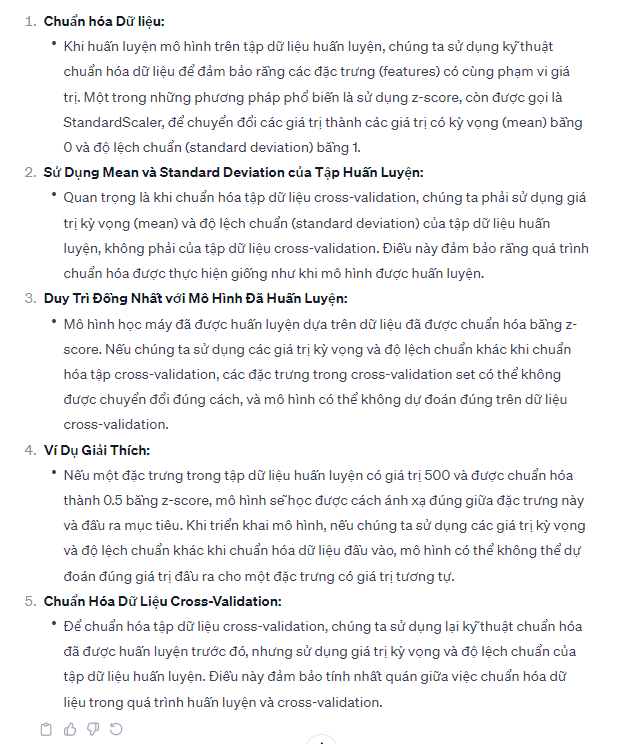 1. Chuẩn hóa Dữ liệu:
• Khi huấn luyện mô hình trên tập dữ liệu huấn luyện, chúng ta sử dụng kỹ thuật
chuẩn hóa dữ liệu để đảm bảo rằng các đặc trưng (features) có cùng phạm vi giá
trị. Một trong những phương pháp phổ biến là sử dụng z-score, còn được gọi là
StandardScaler, để chuyển đổi các giá trị thành các giá trị có kỳ vọng (mean) bằng
0 và độ lệch chuẩn (standard deviation) bằng 1.
2. Sử Dụng Mean và Standard Deviation của Tập Huấn Luyện:
• Quan trọng là khi chuẩn hóa tập dữ liệu cross-validation, chúng ta phải sử dụng giá
trị kỳ vọng (mean) và độ lệch chuẩn (standard deviation) của tập dữ liệu huấn
luyện, không phải của tập dữ liệu cross-validation. Điều này đảm bảo rằng quá trình
chuẩn hóa được thực hiện giống như khi mô hình được huấn luyện.
3. Duy Trì Đồng Nhất với Mô Hình Đã Huấn Luyện:
• Mô hình học máy đã được huấn luyện dựa trên dữ liệu đã được chuẩn hóa bằng z-
score. Nếu chúng ta sử dụng các giá trị kỳ vọng và độ lệch chuẩn khác khi chuẩn
hóa tập cross-validation, các đặc trưng trong cross-validation set có thể không
được chuyển đổi đúng cách, và mô hình có thể không dự đoán đúng trên dữ liệu
cross-validation.
4. Ví Dụ Giải Thích:
• Nếu một đặc trưng trong tập dữ liệu huấn luyện có giá trị 500 và được chuẩn hóa
thành 0.5 bằng z-score, mô hình sẽ học được cách ánh xạ đúng giữa đặc trưng này
và đầu ra mục tiêu. Khi triển khai mô hình, nếu chúng ta sử dụng các giá trị kỳ vọng
và độ lệch chuẩn khác khi chuẩn hóa dữ liệu đầu vào, mô hình có thể không thể dự
đoán đúng giá trị đầu ra cho một đặc trưng có giá trị tương tự.
5. Chuẩn Hóa Dữ Liệu Cross-Validation:
• Để chuẩn hóa tập dữ liệu cross-validation, chúng ta sử dụng lại kỹ thuật chuẩn hóa
đã được huấn luyện trước đó, nhưng sử dụng giá trị kỳ vọng và độ lệch chuẩn của
tập dữ liệu huấn luyện. Điều này đảm bảo tính nhất quán giữa việc chuẩn hóa dữ
liệu trong quá trình huấn luyện và cross-validation.